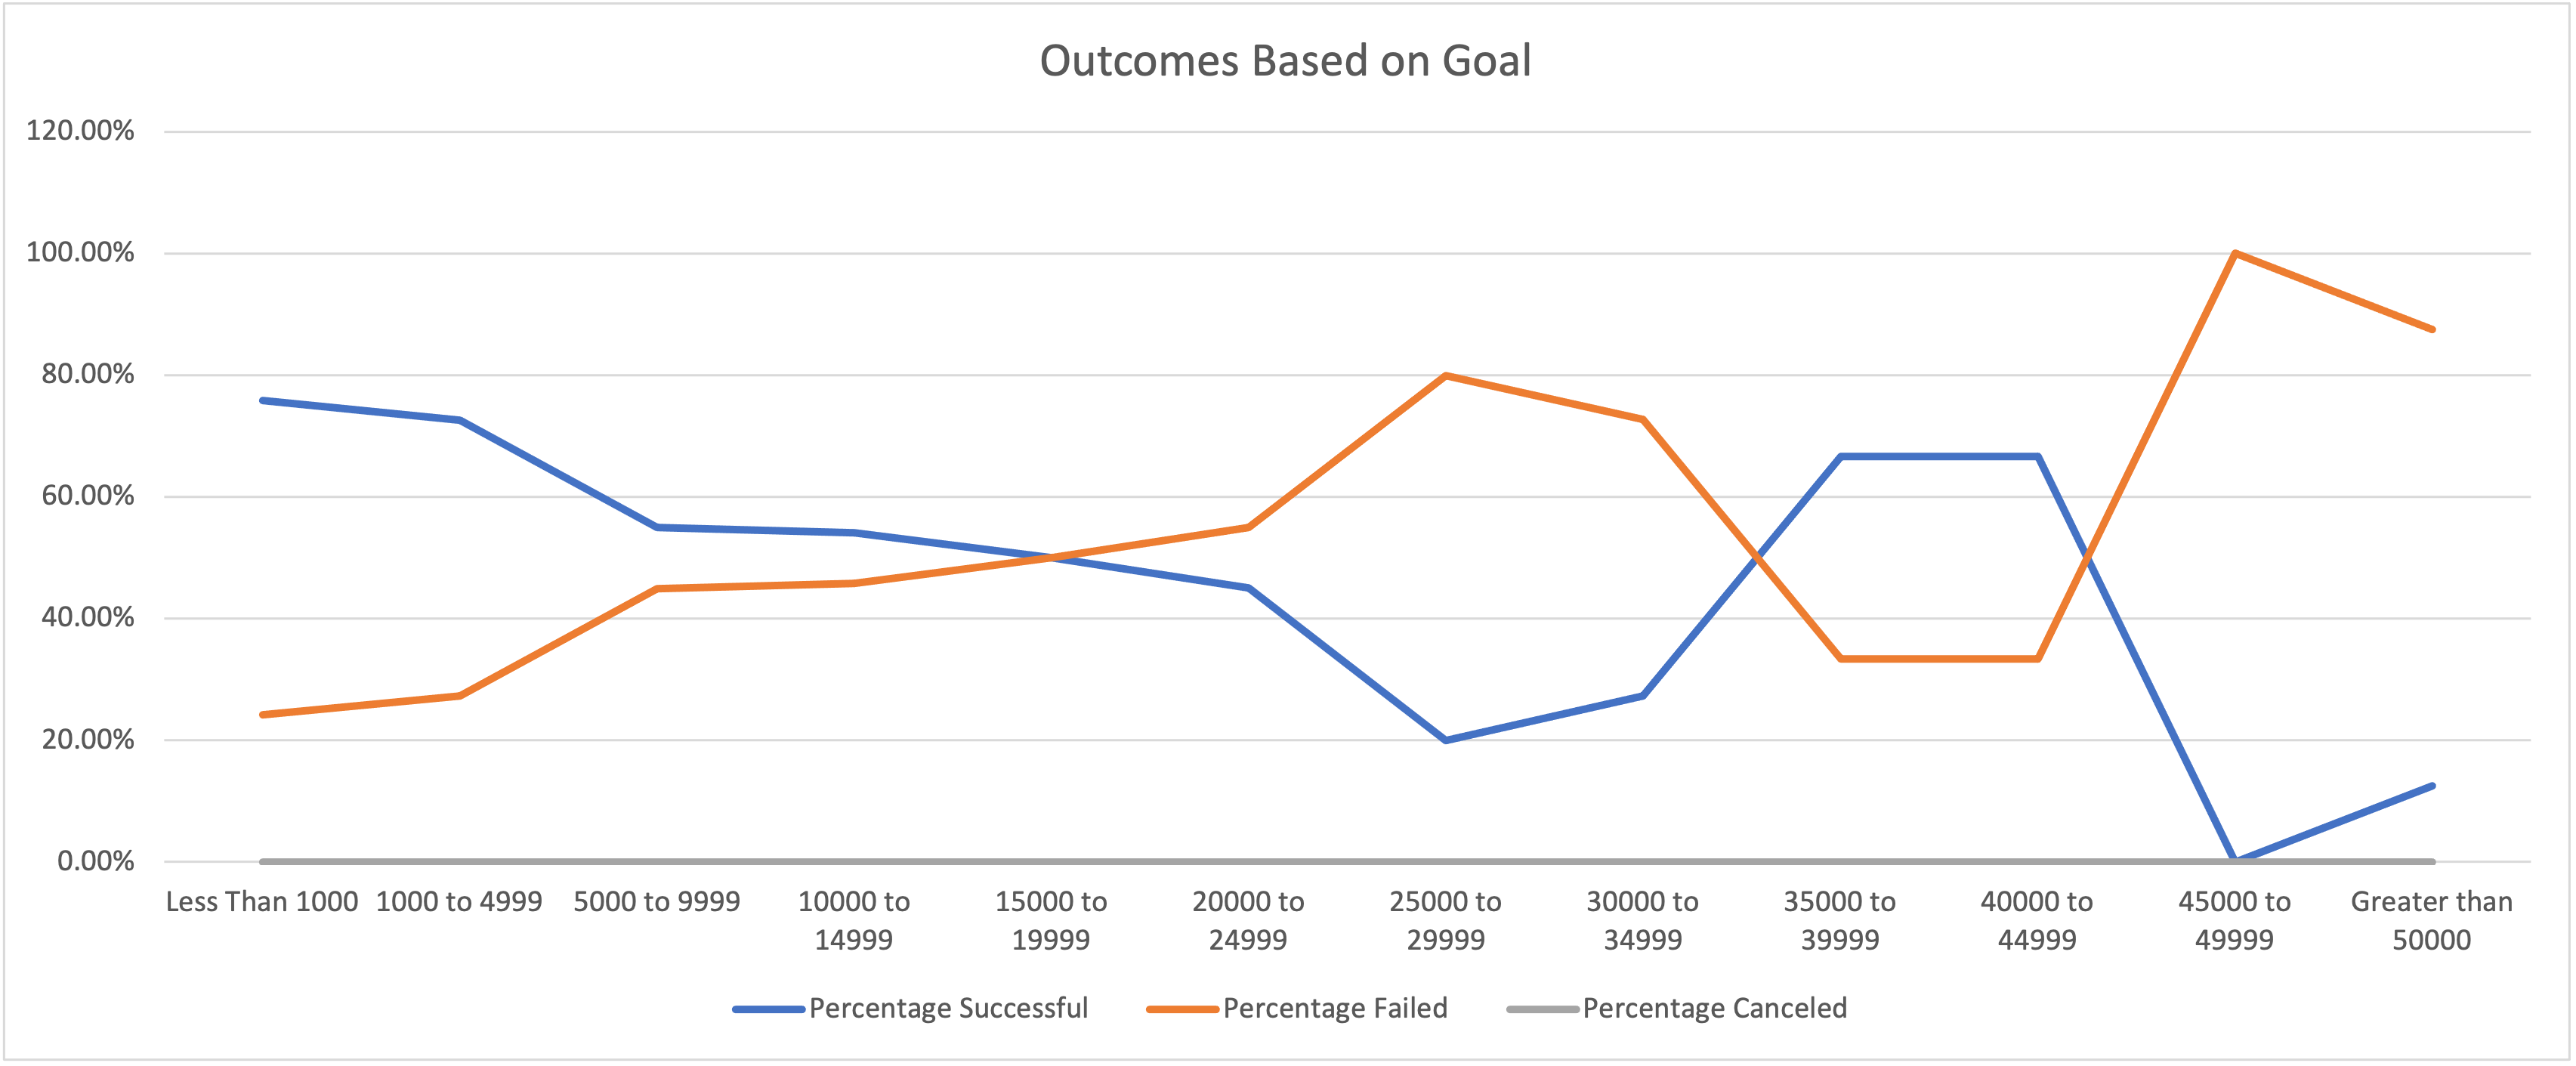 Outcomes Based on Goal
120.00%
100.00%
80.00%
60.00%
40.00%
20.00%
0.00%
Less Than 1000
1000 to 4999
5000 to 9999
10000 to
14999
15000 to
19999
20000 to
24999
25000 to
29999
30000 to
34999
35000 to
39999
40000 to
44999
45000 to
49999
Greater than
50000
Percentage Successful
Percentage Failed
Percentage Canceled